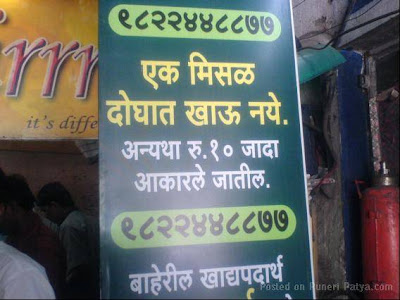 ९८२२४४८८७७
एक मिसळ
दोघात खाऊ नये.
अन्यथा रु.१० जादा
आकारले जातील.
९८२२४४८८७७
बाहेरील खाद्यपदार्थ
it's diffe
Posted on Puneri Patya.com